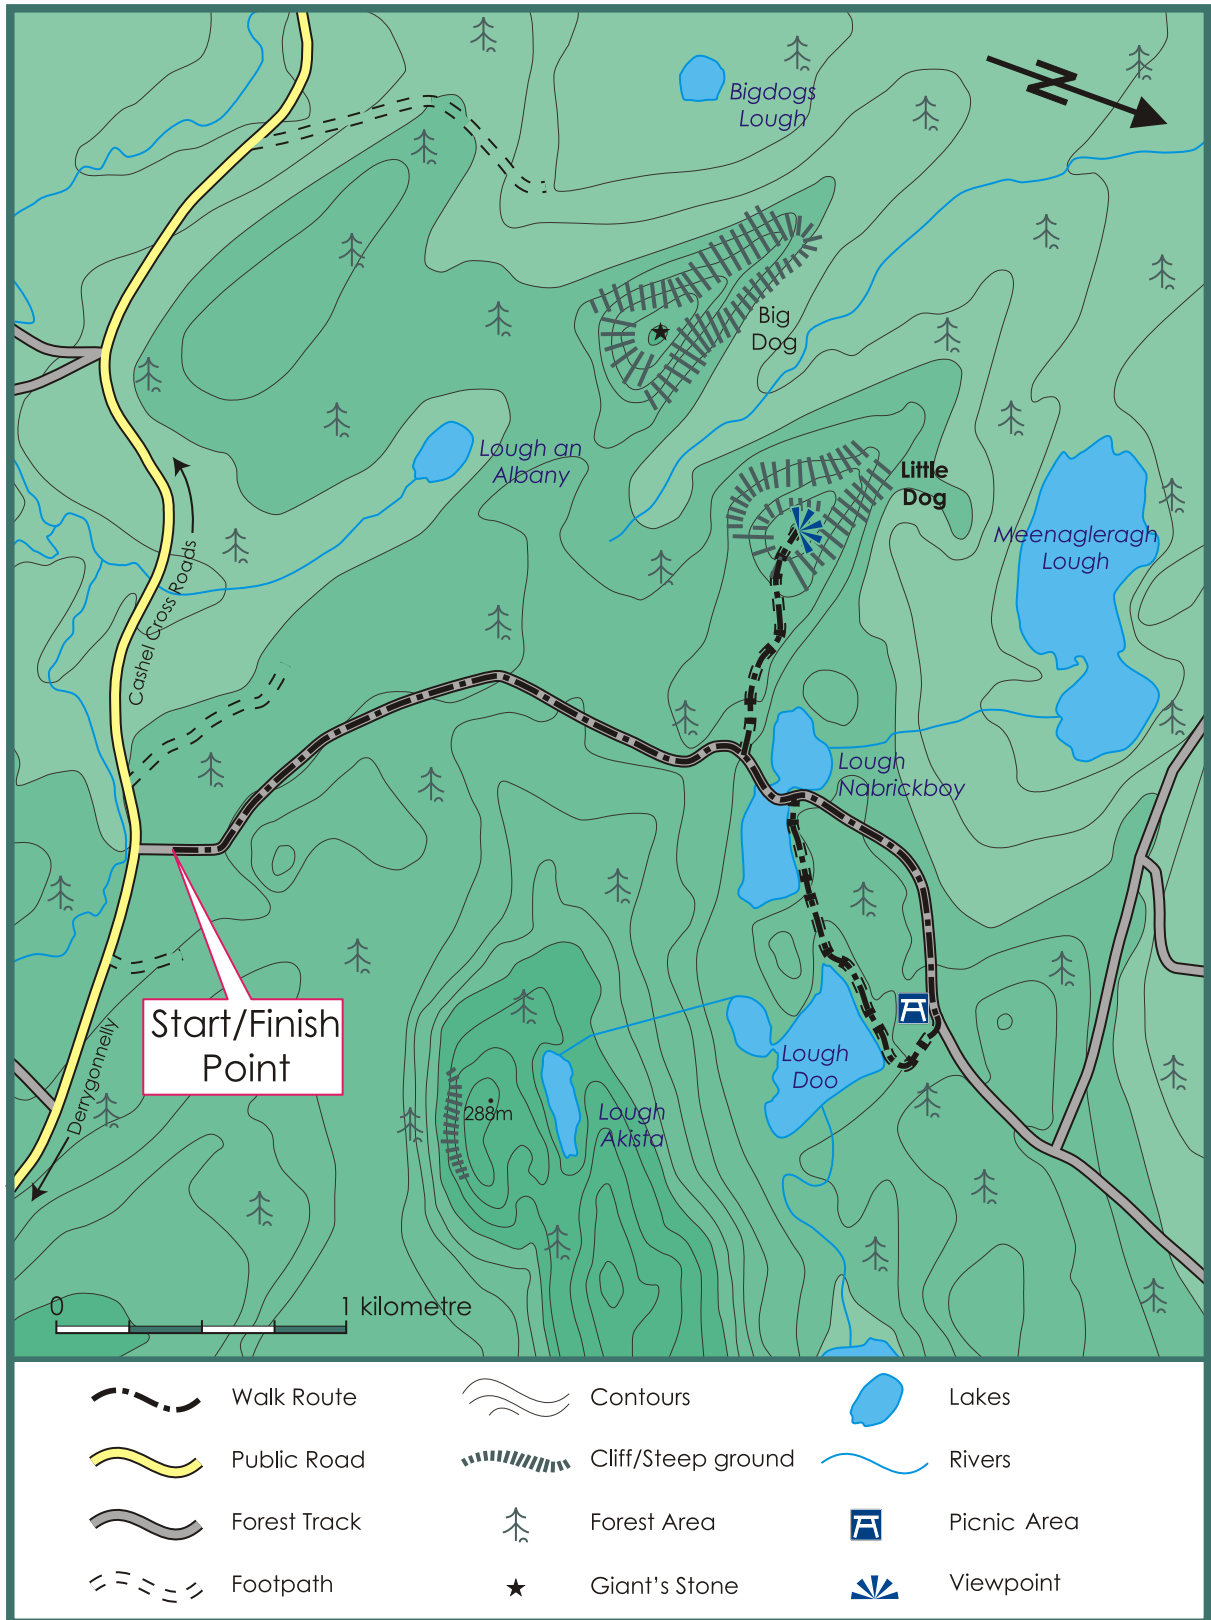 Bigdogs
Lough
N
Big
Dog
Lough an
Albany
Little
Dog
Meenagleragh
Lough
Cashel Cross Roads
Lough
Nabrickboy
Start/Finish
Point
Lough
Doo
Derrygonnelly
288m
Lough
Akista
0 1 kilometre
Walk Route
Contours
Lakes
Public Road
Cliff/Steep ground
Rivers
Forest Track
Forest Area
Picnic Area
Footpath
Giant's Stone
Viewpoint